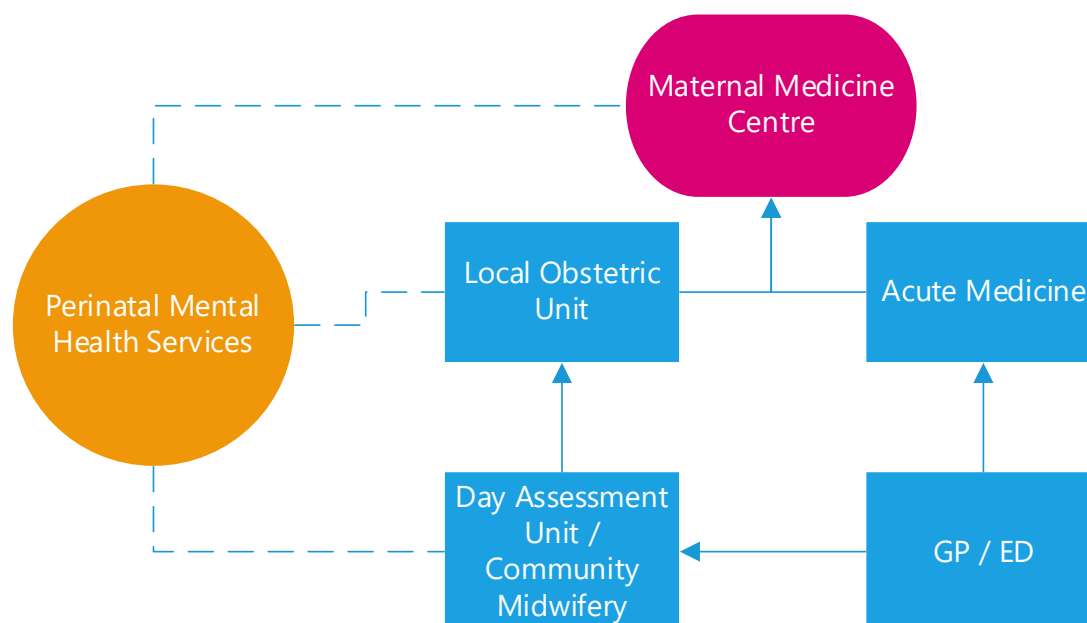 Maternal Medicine
Centre
Perinatal Mental
Health Services
Local Obstetric
Unit
Acute Medicine
Day Assessment
Unit /
Community
Midwifery
GP / ED